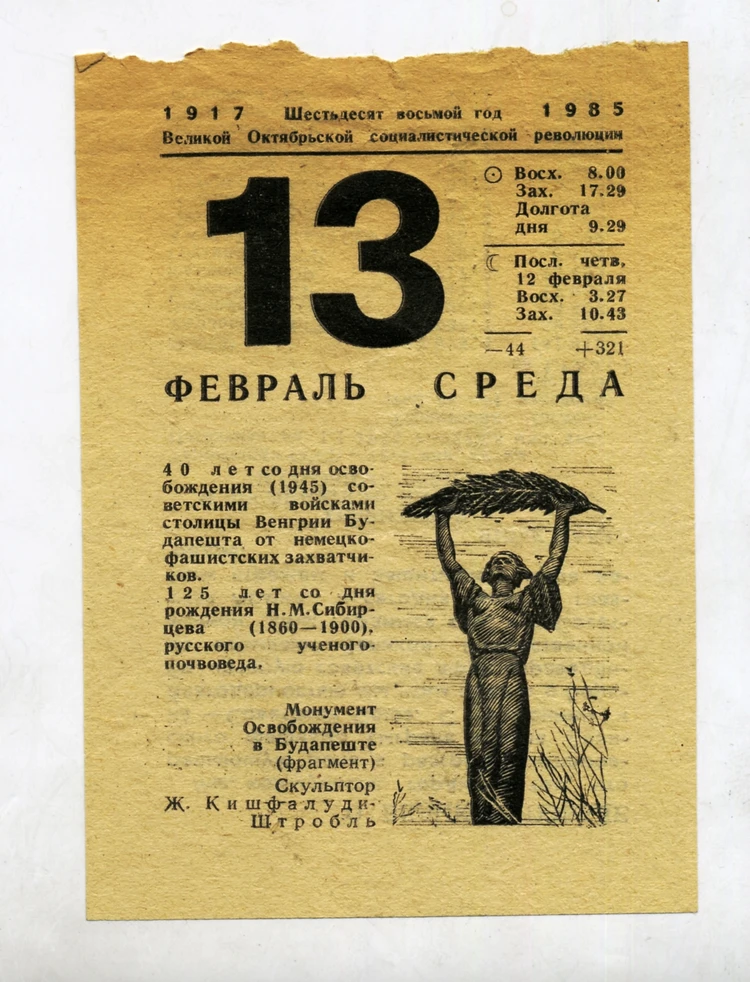 1917 Шестьдесят восьмой год 1985
Великой Октябрьской социалистической революции
13
Восх. 8.00
Зах. 17.29
Долгота
дня 9.29
Посл. четв.
12 февраля
Восх. 3.27
Зах. 10.43
—44 +321
ФЕВРАЛЬ СРЕДА
40 лет со дня осво-
бождения (1945) со-
ветскими войсками
столицы Венгрии Бу-
дапешта от немецко-
фашистских захватчи-
ков.
125 лет со дня
рождения Н.М.Сибир-
цева (1860—1900),
русского ученого-
почвоведа.
Монумент
Освобождения
в Будапеште
(фрагмент)
Скульптор
Ж. Кишфалуди-
Штробль